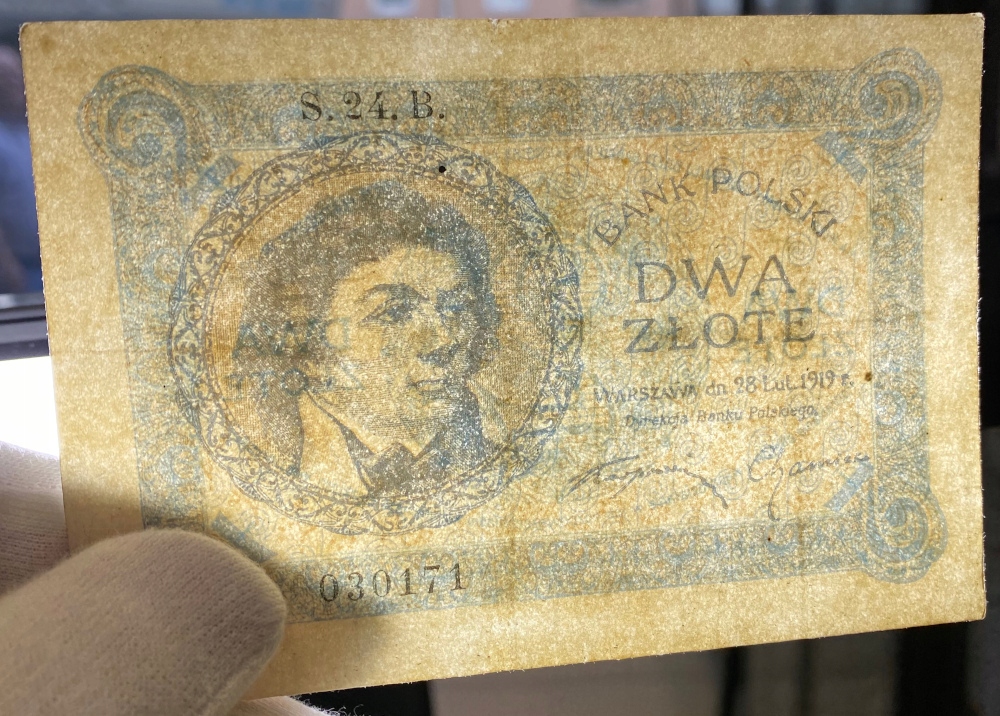 S. 24. B.
BANK POLSKI
DWA
ZŁOTE
WARSZAWA dn. 28 Lut. 1919 r.
Dyrekcja Banku Polskiego.
030171